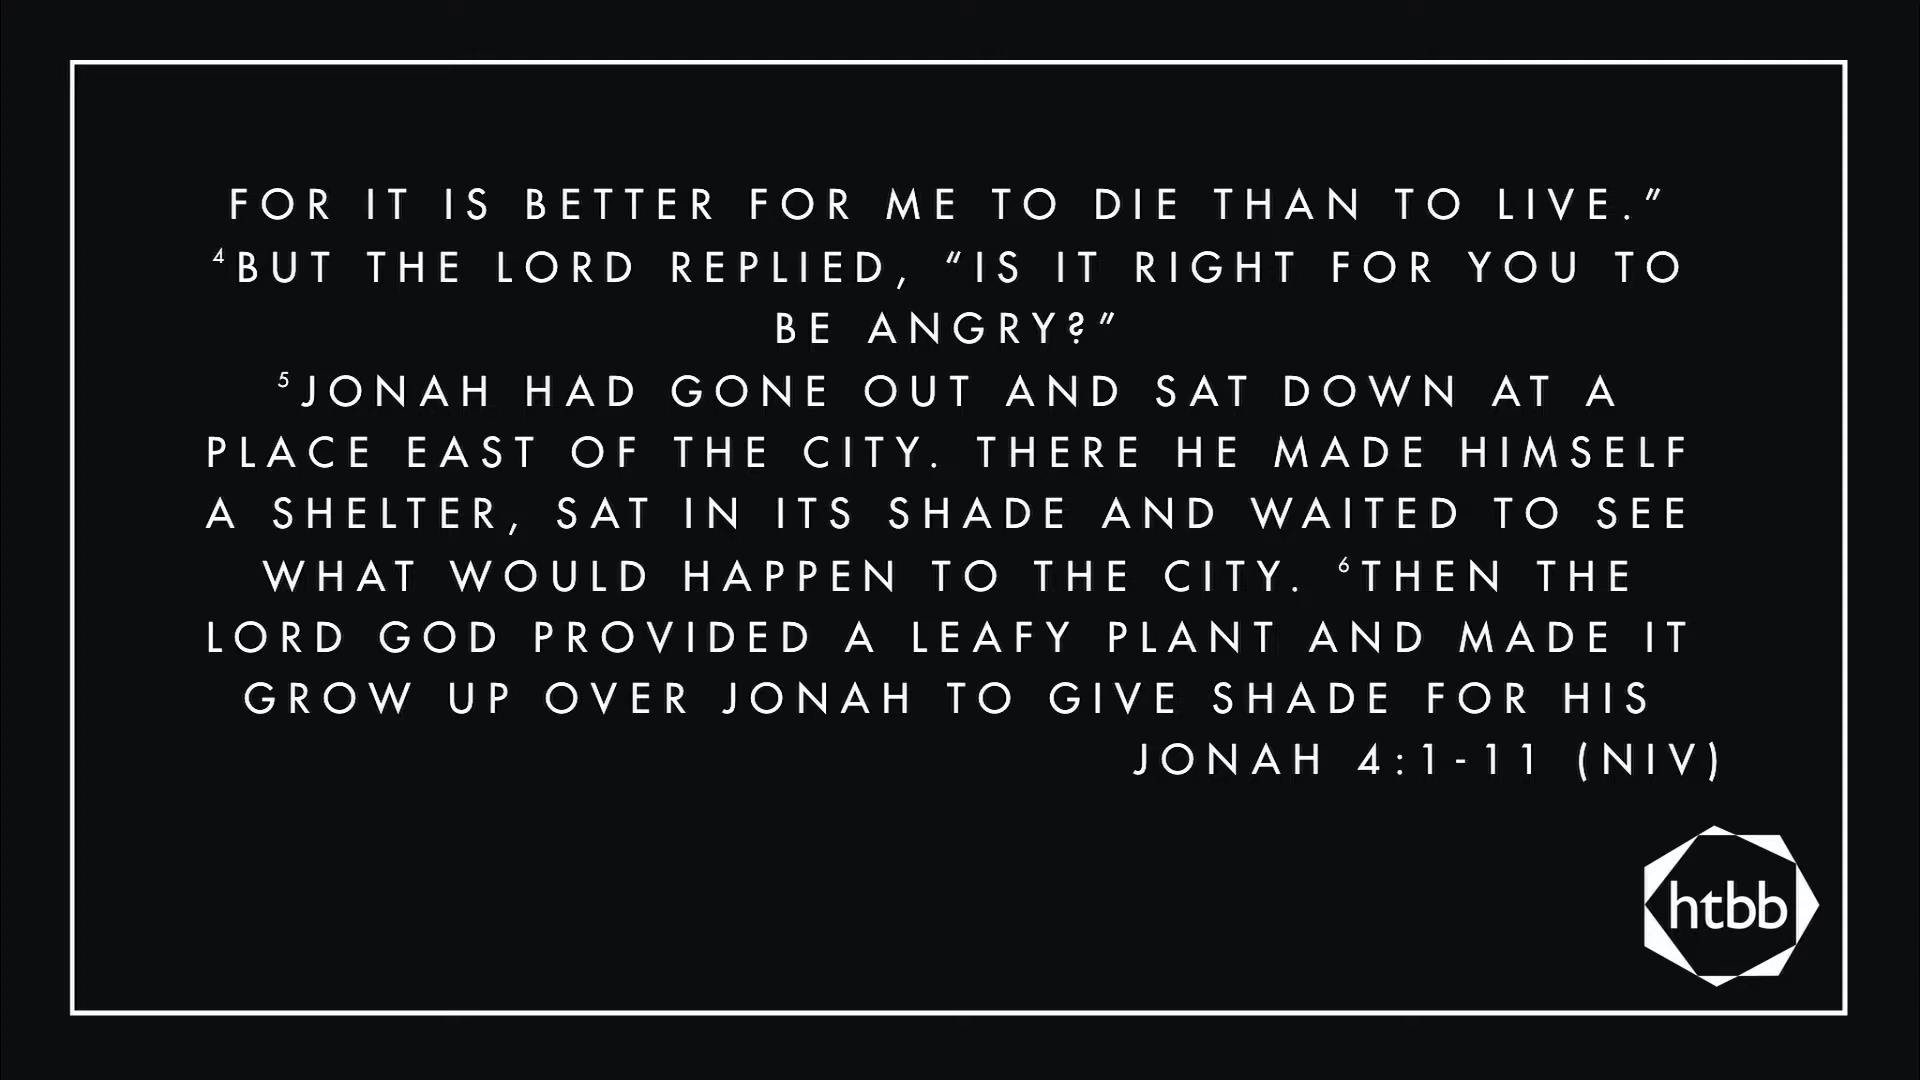 FOR IT IS BETTER FOR ME TO DIE THAN TO LIVE.”
⁴BUT THE LORD REPLIED, “IS IT RIGHT FOR YOU TO
BE ANGRY?”
⁵JONAH HAD GONE OUT AND SAT DOWN AT A
PLACE EAST OF THE CITY. THERE HE MADE HIMSELF
A SHELTER, SAT IN ITS SHADE AND WAITED TO SEE
WHAT WOULD HAPPEN TO THE CITY. ⁶THEN THE
LORD GOD PROVIDED A LEAFY PLANT AND MADE IT
GROW UP OVER JONAH TO GIVE SHADE FOR HIS
JONAH 4:1-11 (NIV)
htbb